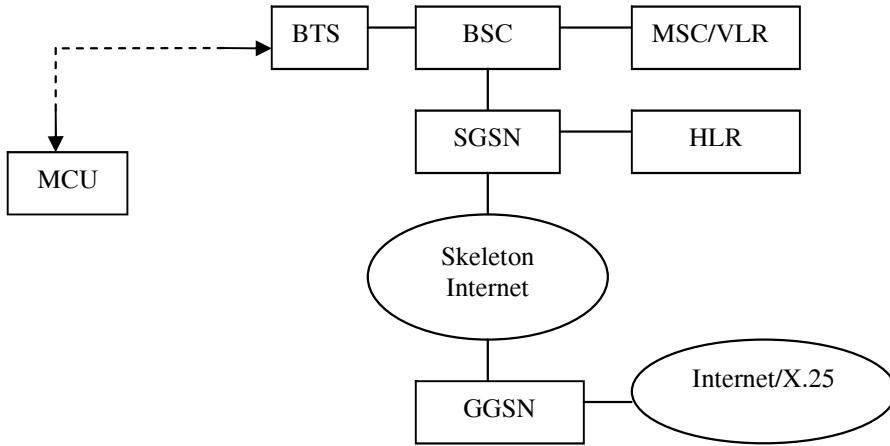 BTS
BSC
MSC/VLR
MCU
SGSN
HLR
Skeleton
Internet
GGSN
Internet/X.25